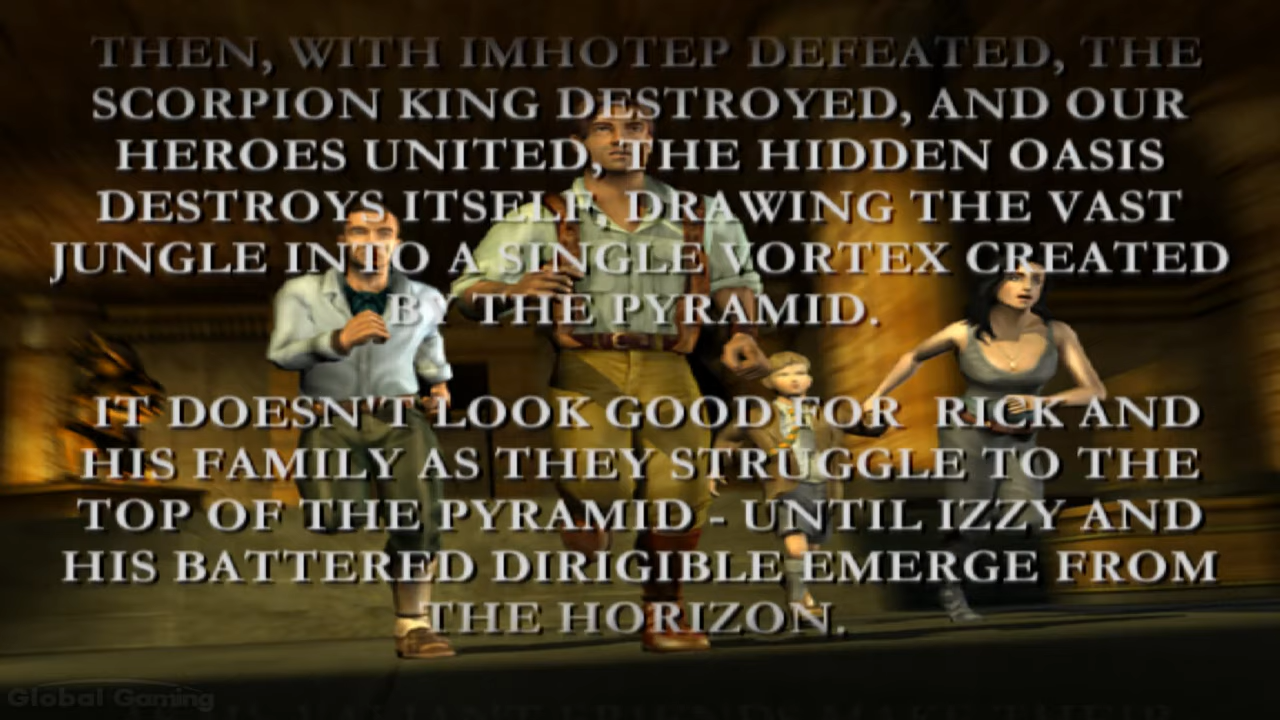 THEN, WITH IMHOTEP DEFEATED, THE
SCORPION KING DESTROYED, AND OUR
HEROES UNITED, THE HIDDEN OASIS
DESTROYS ITSELF, DRAWING THE VAST
JUNGLE INTO A SINGLE VORTEX CREATED
BY THE PYRAMID.
IT DOESN'T LOOK GOOD FOR RICK AND
HIS FAMILY AS THEY STRUGGLE TO THE
TOP OF THE PYRAMID - UNTIL IZZY AND
HIS BATTERED DIRIGIBLE EMERGE FROM
THE HORIZON.
Global Gaming